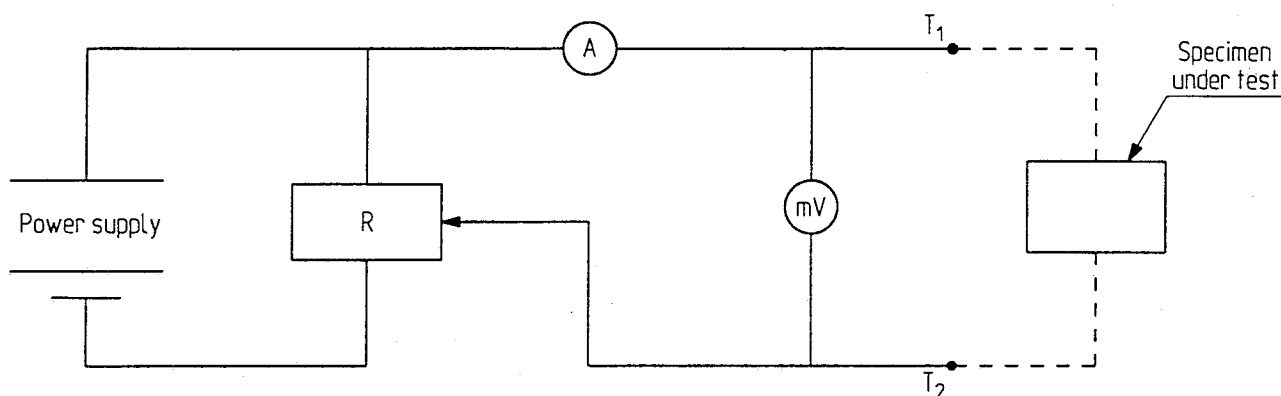 A
T1
Specimen
under test
Power supply
R
mV
T2